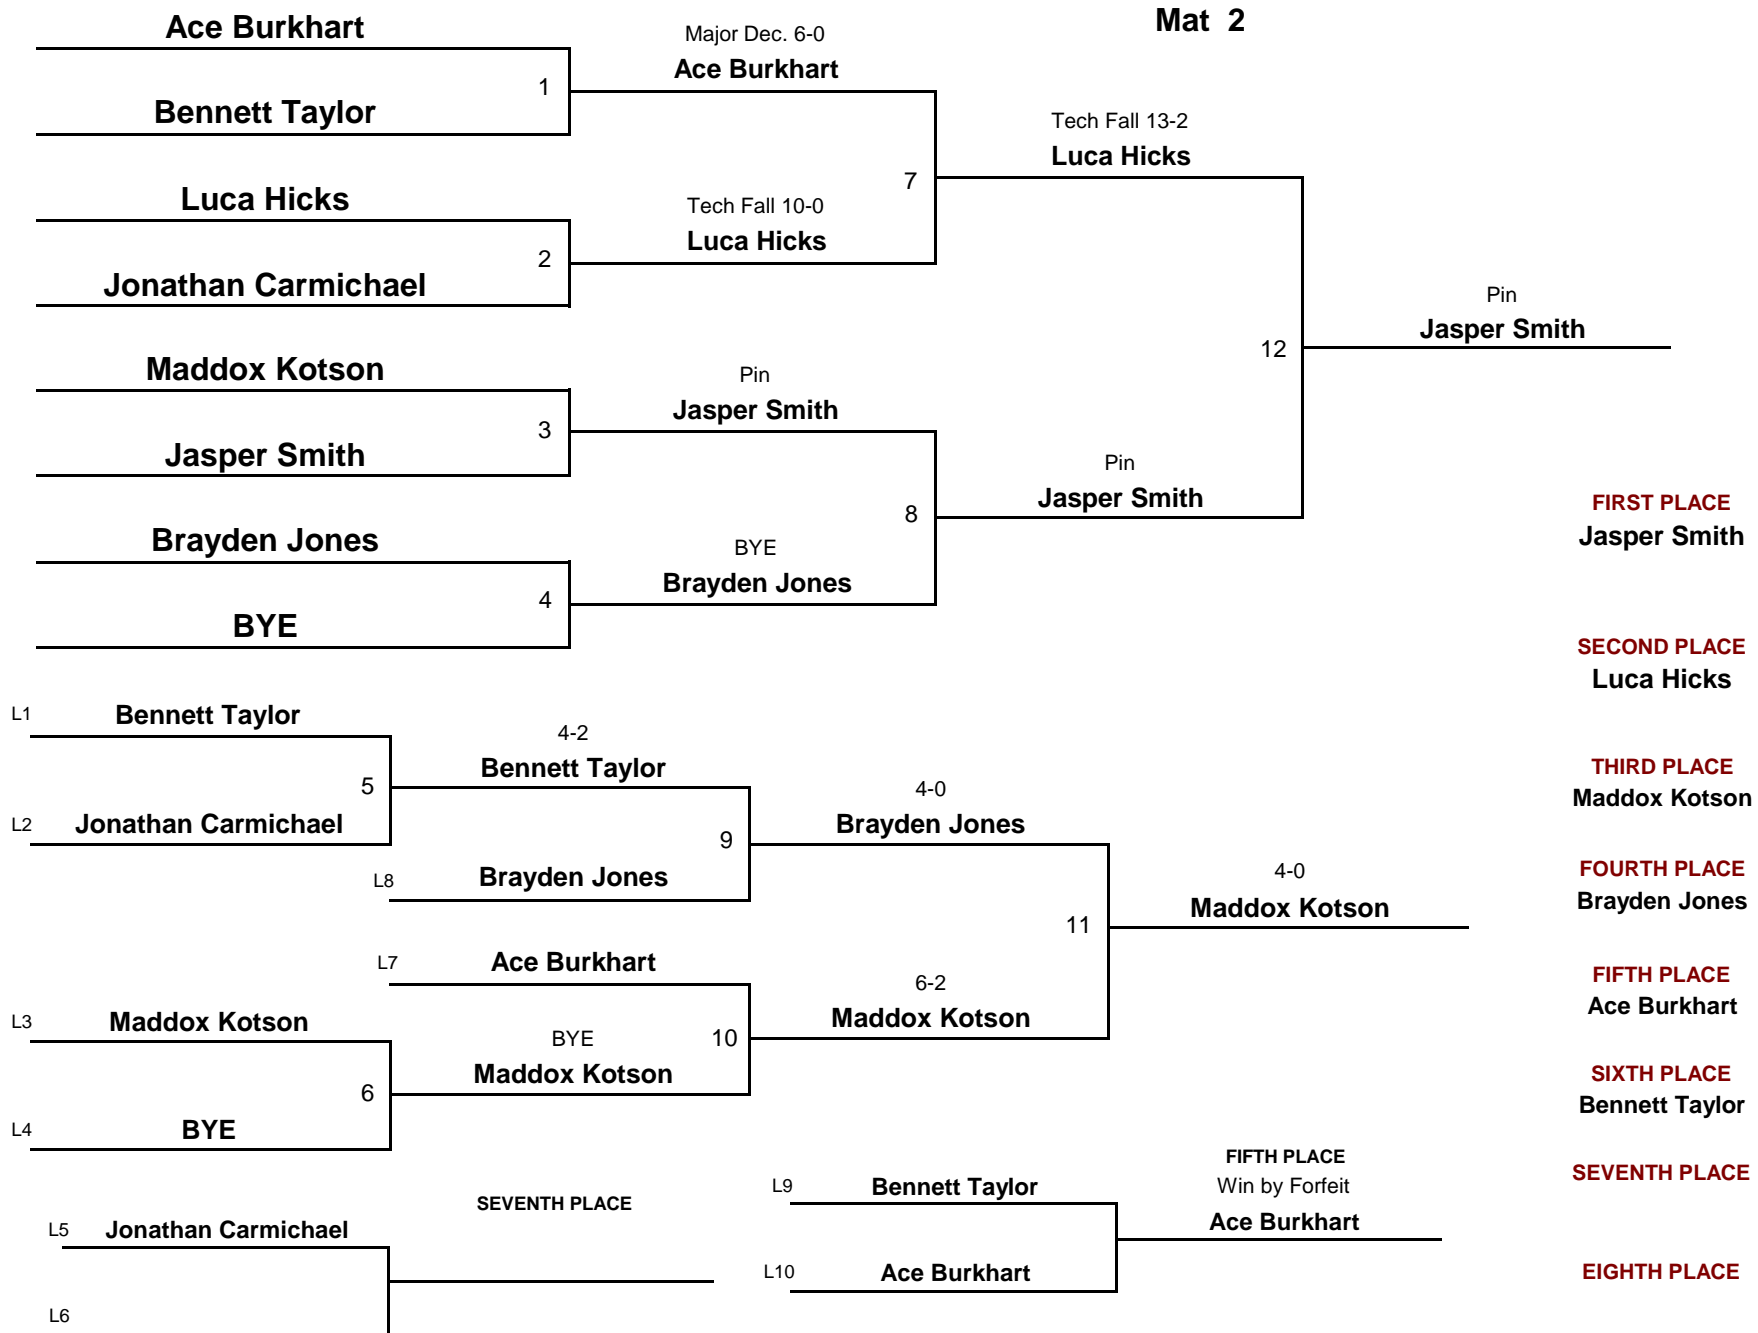 Mat 2
Ace Burkhart
Bennett Taylor
1
Luca Hicks
Jonathan Carmichael
2
Maddox Kotson
Jasper Smith
3
Brayden Jones
BYE
4
Major Dec. 6-0
Ace Burkhart
Tech Fall 10-0
Luca Hicks
7
Pin
Jasper Smith
BYE
Brayden Jones
8
Tech Fall 13-2
Luca Hicks
Pin
Jasper Smith
12
Pin
Jasper Smith
L1
Bennett Taylor
L2
Jonathan Carmichael
5
L3
Maddox Kotson
L4
BYE
6
4-2
Bennett Taylor
L8
Brayden Jones
9
L7
Ace Burkhart
BYE
Maddox Kotson
10
4-0
Brayden Jones
6-2
Maddox Kotson
11
4-0
Maddox Kotson
L5
Jonathan Carmichael
L6
SEVENTH PLACE
L9
Bennett Taylor
L10
Ace Burkhart
FIFTH PLACE
Win by Forfeit
Ace Burkhart
FIRST PLACE
Jasper Smith
SECOND PLACE
Luca Hicks
THIRD PLACE
Maddox Kotson
FOURTH PLACE
Brayden Jones
FIFTH PLACE
Ace Burkhart
SIXTH PLACE
Bennett Taylor
SEVENTH PLACE
EIGHTH PLACE